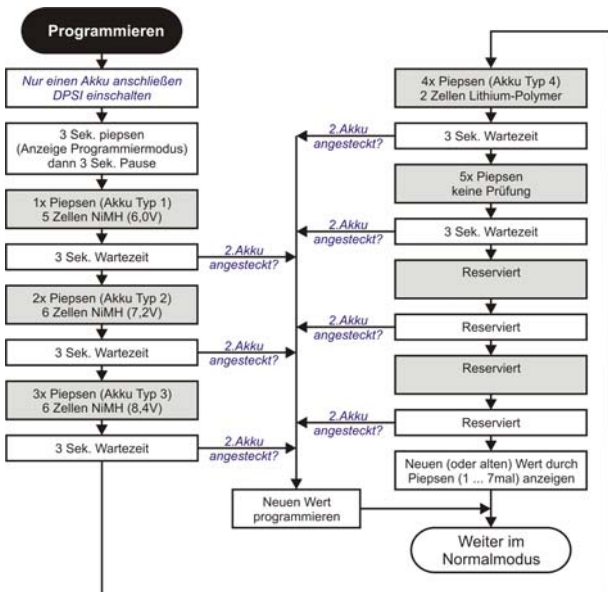 Programmieren
Nur einen Akku anschließen
DPSI einschalten
3 Sek. piepsen
(Anzeige Programmiermodus)
dann 3 Sek. Pause
1x Piepsen (Akku Typ 1)
5 Zellen NiMH (6,0V)
3 Sek. Wartezeit
2.Akku
angesteckt?
2x Piepsen (Akku Typ 2)
6 Zellen NiMH (7,2V)
3 Sek. Wartezeit
2.Akku
angesteckt?
3x Piepsen (Akku Typ 3)
6 Zellen NiMH (8,4V)
3 Sek. Wartezeit
2.Akku
angesteckt?
4x Piepsen (Akku Typ 4)
2 Zellen Lithium-Polymer
2.Akku
angesteckt?
3 Sek. Wartezeit
5x Piepsen
keine Prüfung
2.Akku
angesteckt?
3 Sek. Wartezeit
Reserviert
2.Akku
angesteckt?
Reserviert
Reserviert
2.Akku
angesteckt?
Reserviert
Neuen (oder alten) Wert durch
Piepsen (1 ... 7mal) anzeigen
Neuen Wert
programmieren
Weiter im
Normalmodus